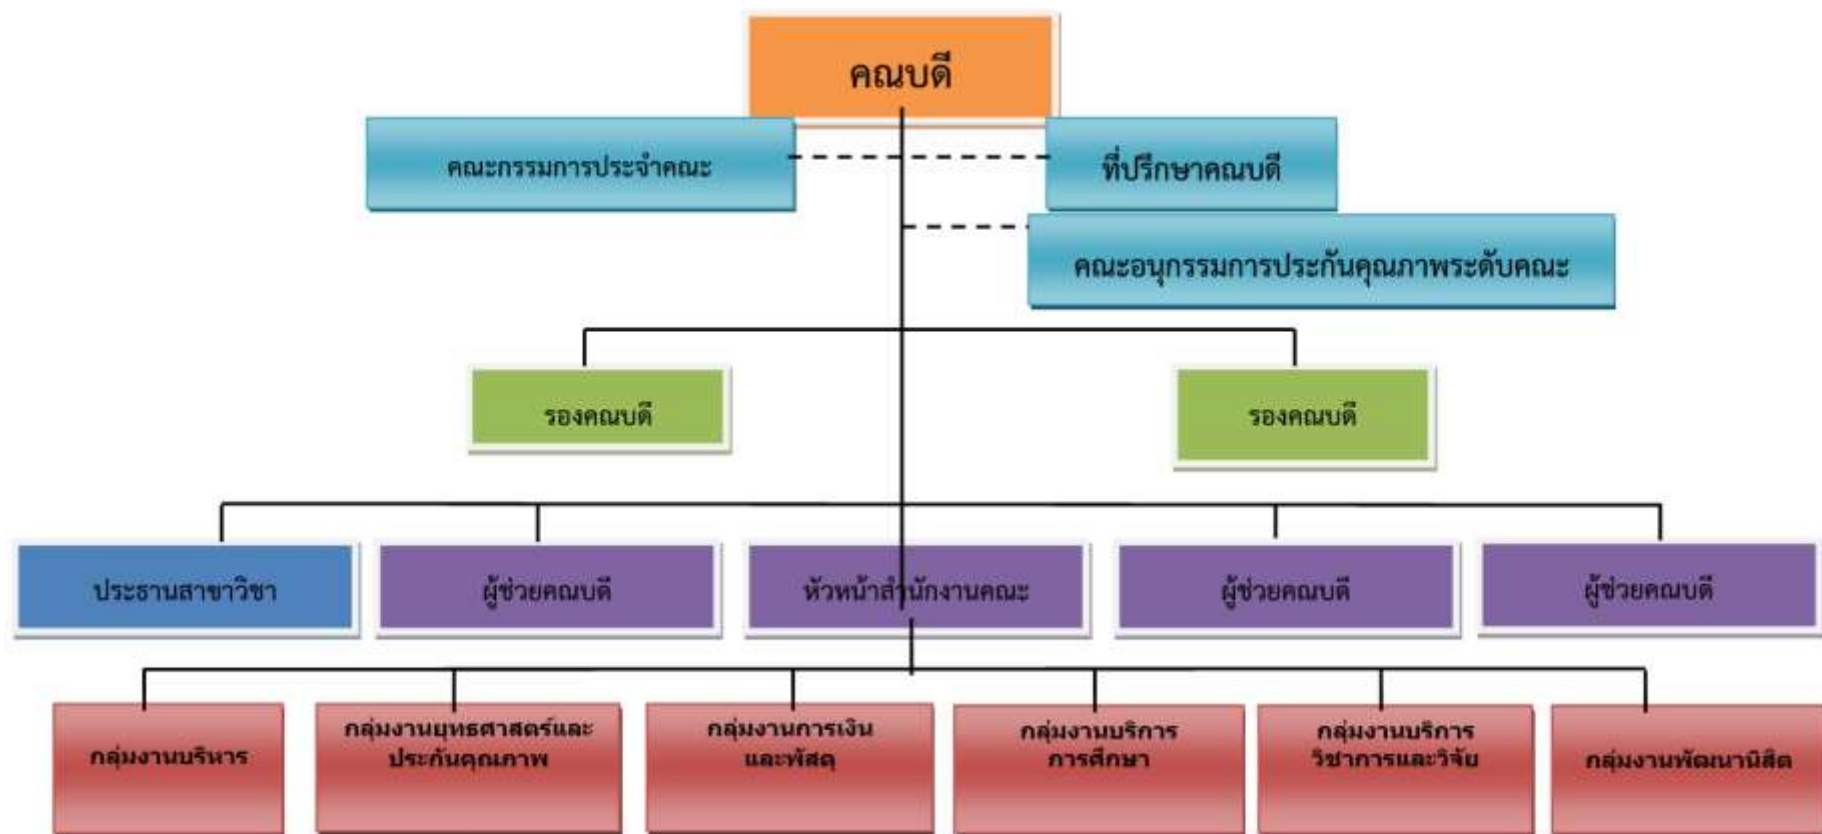 คณบดี
คณะกรรมการประจำคณะ
ที่ปรึกษาคณบดี
คณะอนุกรรมการประกันคุณภาพระดับคณะ
รองคณบดี
รองคณบดี
ประธานสาขาวิชา
ผู้ช่วยคณบดี
หัวหน้าสำนักงานคณะ
ผู้ช่วยคณบดี
ผู้ช่วยคณบดี
กลุ่มงานบริหาร
กลุ่มงานยุทธศาสตร์และ
ประกันคุณภาพ
กลุ่มงานการเงิน
และพัสดุ
กลุ่มงานบริการ
การศึกษา
กลุ่มงานบริการ
วิชาการและวิจัย
กลุ่มงานพัฒนานิสิต